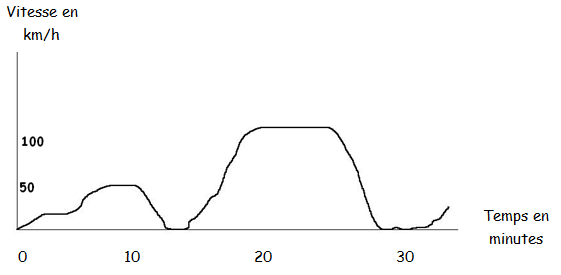 Vitesse en
km/h
100
50
Temps en
minutes
0 10 20 30